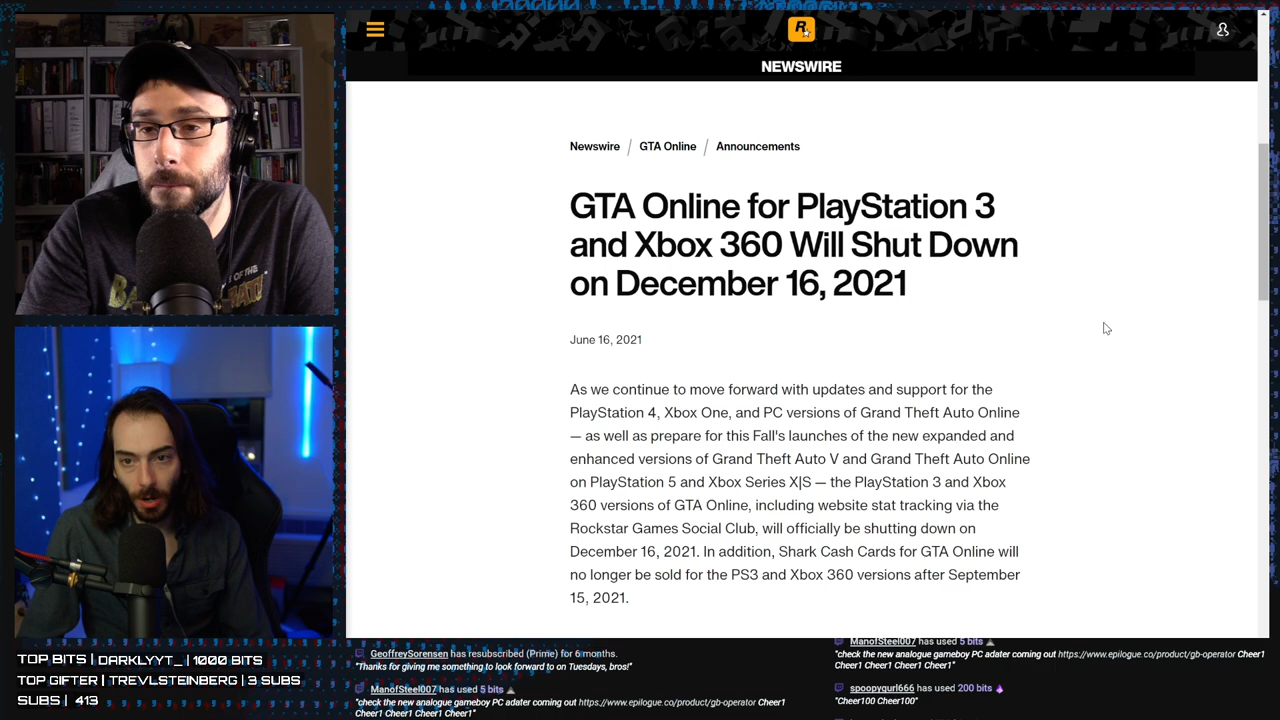 NEWSWIRE
Newswire / GTA Online / Announcements
GTA Online for PlayStation 3
and Xbox 360 Will Shut Down
on December 16, 2021
June 16, 2021
As we continue to move forward with updates and support for the
PlayStation 4, Xbox One, and PC versions of Grand Theft Auto Online
— as well as prepare for this Fall's launches of the new expanded and
enhanced versions of Grand Theft Auto V and Grand Theft Auto Online
on PlayStation 5 and Xbox Series X|S — the PlayStation 3 and Xbox
360 versions of GTA Online, including website stat tracking via the
Rockstar Games Social Club, will officially be shutting down on
December 16, 2021. In addition, Shark Cash Cards for GTA Online will
no longer be sold for the PS3 and Xbox 360 versions after September
15, 2021.
TOP BITS | DARKLYYT_ | 1000 BITS
TOP GIFTER | TREVLSTEINBERG | 3 SUBS
SUBS | 413
GeoffreySorensen has resubscribed (Prime) for 6 months.
"Thanks for giving me something to look forward to on Tuesdays, bros!"
ManofSteel007 has used 5 bits
"check the new analogue gameboy PC adater coming out https://www.epilogue.co/product/gb-operator Cheer1
Cheer1 Cheer1 Cheer1 Cheer1"
ManofSteel007 has used 5 bits
"check the new analogue gameboy PC adater coming out https://www.epilogue.co/product/gb-operator Cheer1
Cheer1 Cheer1 Cheer1 Cheer1"
spoopygurl666 has used 200 bits
"Cheer100 Cheer100"